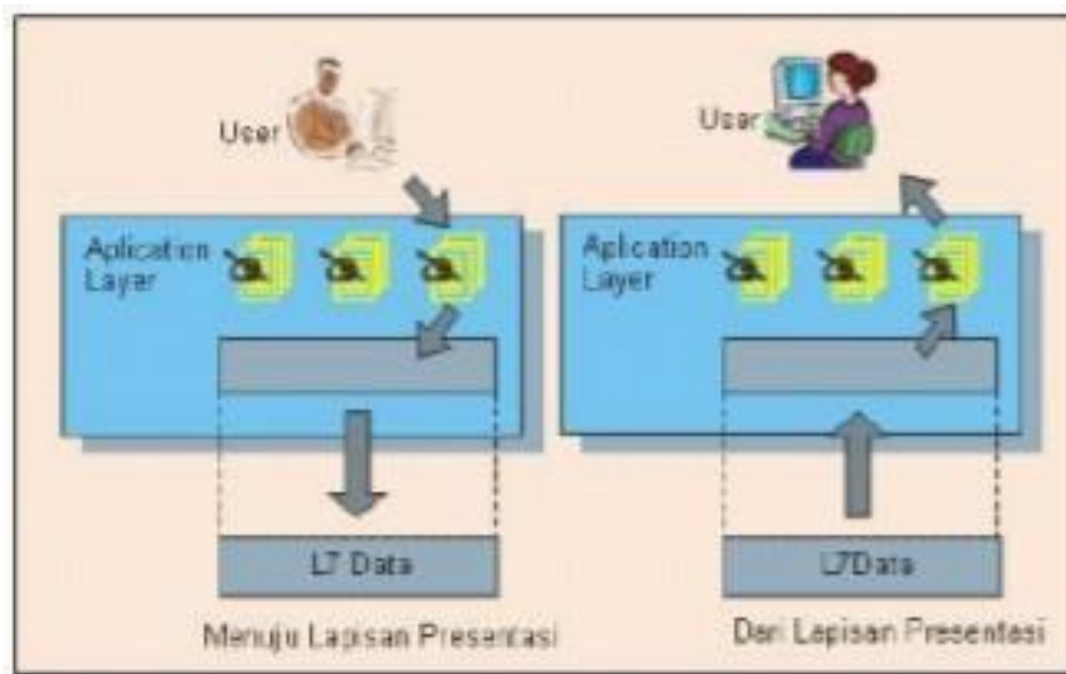 User
User
Aplication
Layer
Aplication
Layer
L7 Data
L7Data
Menuju Lapisan Presentasi
Dari Lapisan Presentasi